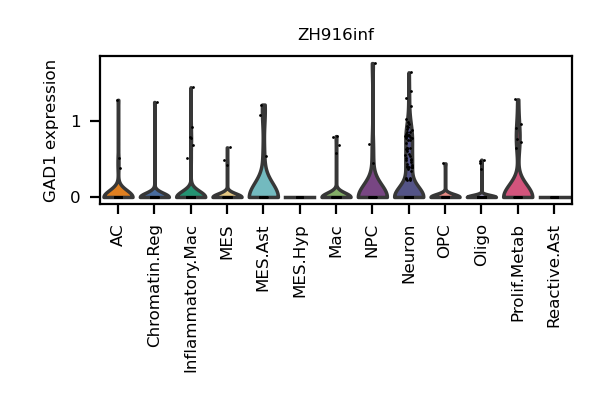 ZH916inf
GAD1 expression
1
0
AC
Chromatin.Reg
Inflammatory.Mac
MES
MES.Ast
MES.Hyp
Mac
NPC
Neuron
OPC
Oligo
Prolif.Metab
Reactive.Ast